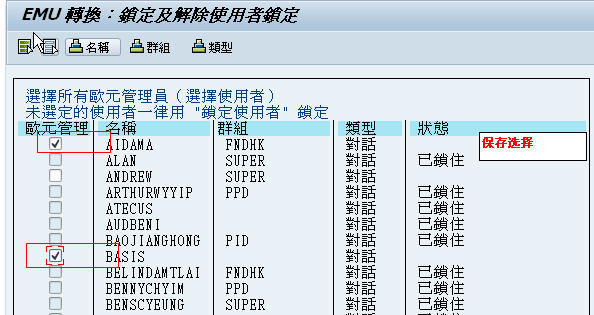 EMU 轉換：鎖定及解除使用者鎖定
名稱 群組 類型
選擇所有歐元管理員（選擇使用者）
未選定的使用者一律用 "鎖定使用者" 鎖定
歐元管理 名稱 群組 類型 狀態
AIDAMA FNDHK 對話 保存选择
ALAN SUPER 對話 已鎖住
ANDREW SUPER 對話
ARTHURWYYIP PPD 對話 已鎖住
ATECUS 對話 已鎖住
AUDBENI 對話 已鎖住
BAOJIANGHONG PID 對話 已鎖住
BASIS 對話
BELINDAMTLAI FNDHK 對話 已鎖住
BENNYCHYIM PPD 對話 已鎖住
BENSCYEUNG SUPER 對話 已鎖住